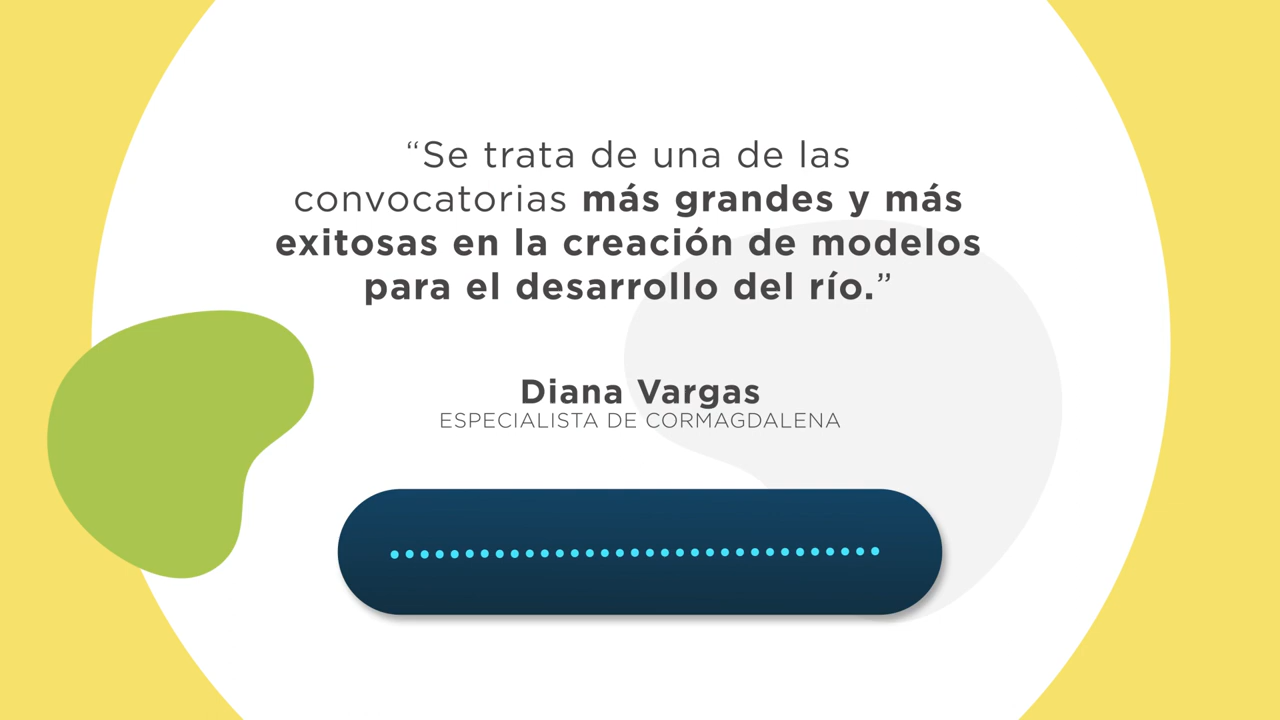 “Se trata de una de las
convocatorias más grandes y más
exitosas en la creación de modelos
para el desarrollo del río.”
Diana Vargas
ESPECIALISTA DE CORMAGDALENA